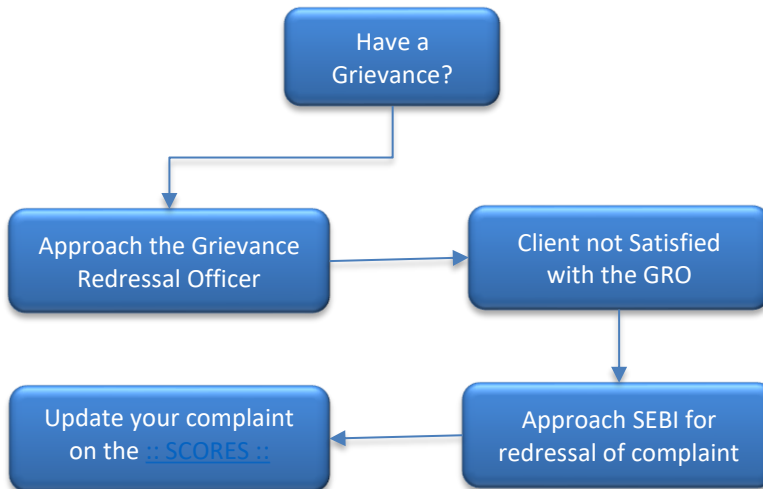 Have a
Grievance?
Approach the Grievance
Redressal Officer
Client not Satisfied
with the GRO
Approach SEBI for
redressal of complaint
Update your complaint
on the :: SCORES ::